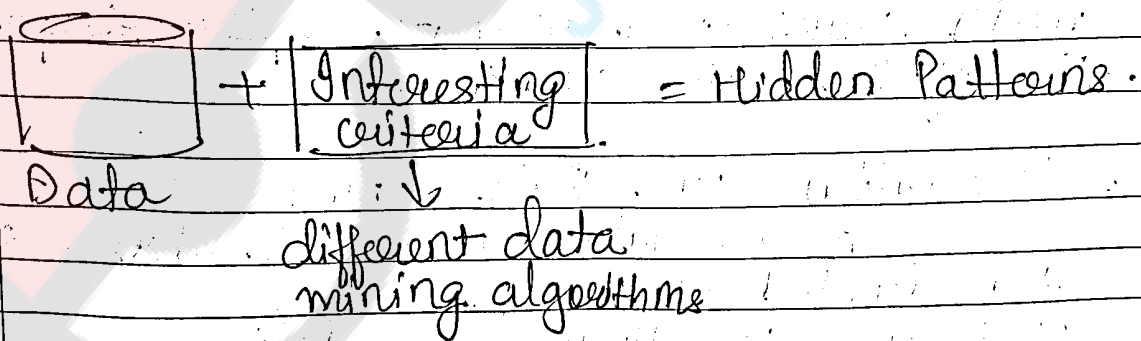 + Interesting criteria. = Hidden Patterns.
Data
↓
different data
mining algorithms